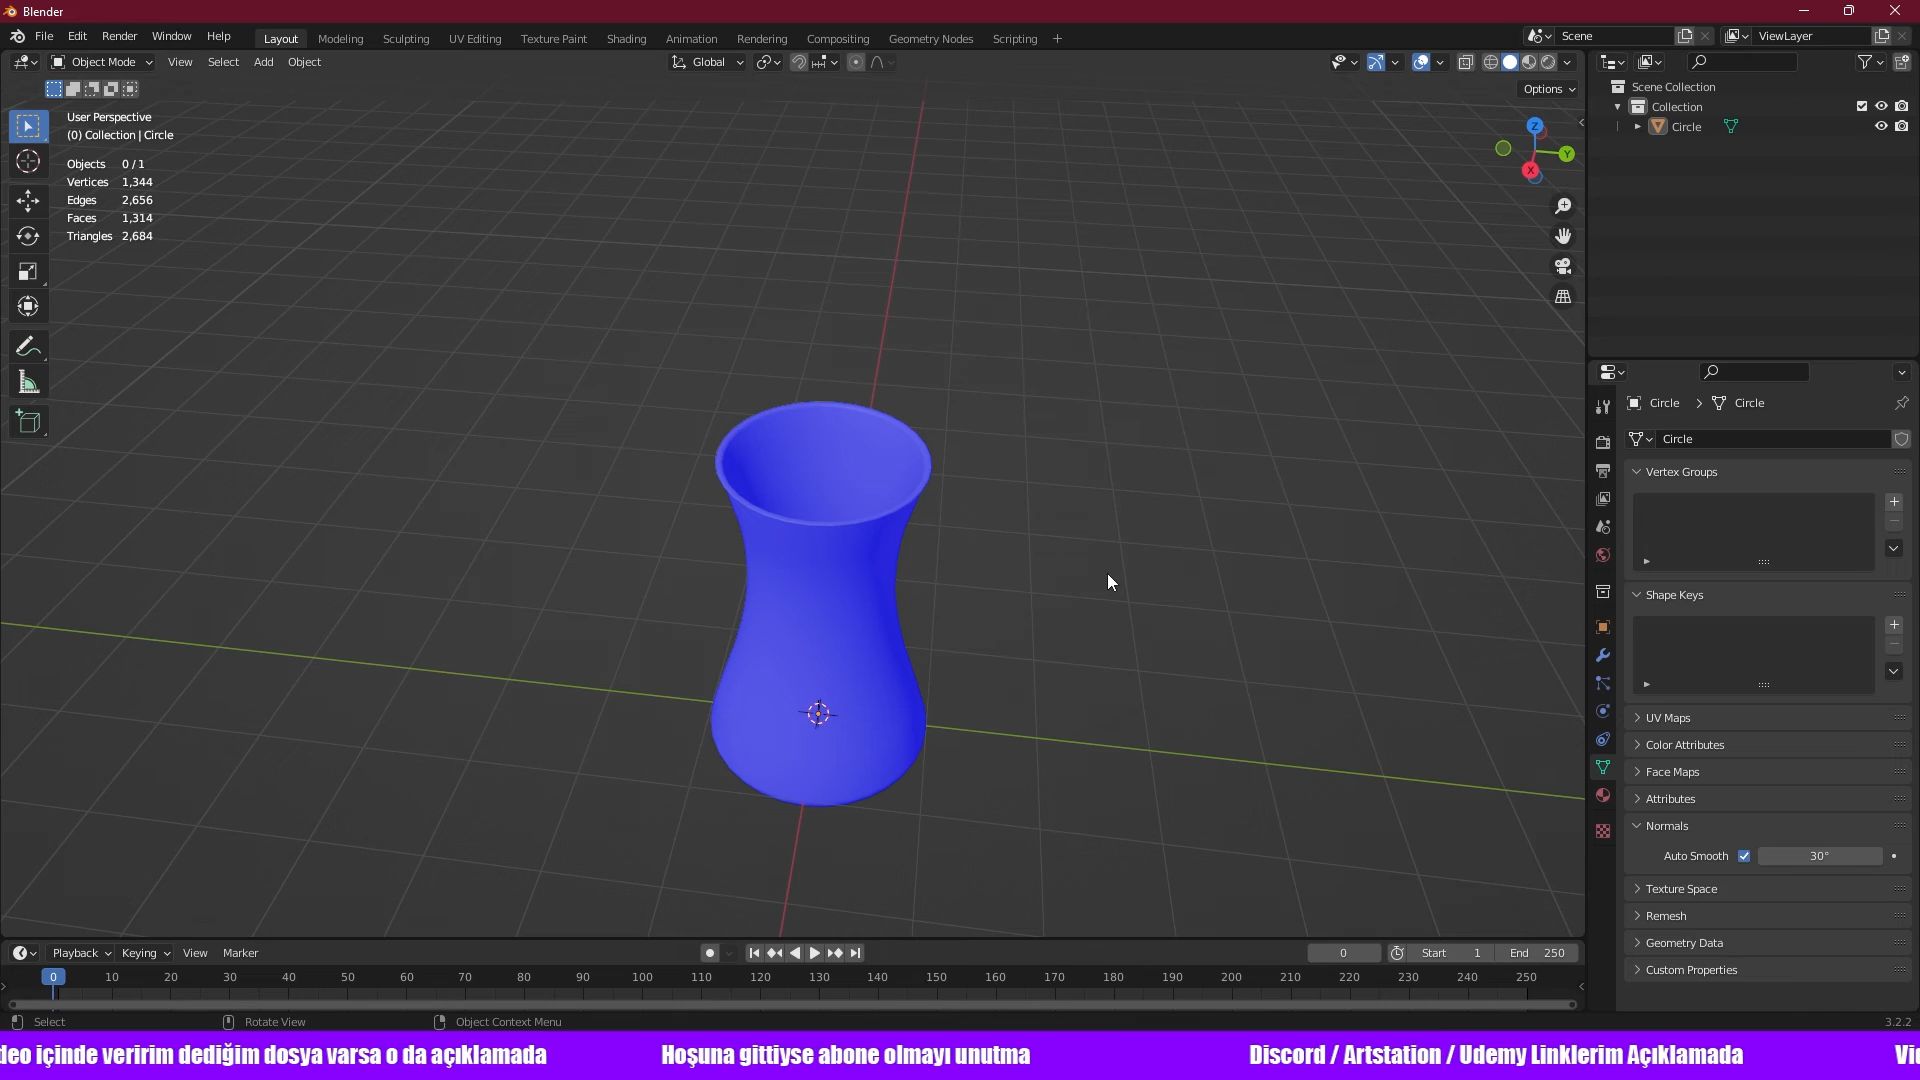 Blender
File Edit Render Window Help Layout Modeling Sculpting UV Editing Texture Paint Shading Animation Rendering Compositing Geometry Nodes Scripting + Scene ViewLayer
Object Mode View Select Add Object Global
Options
User Perspective
(0) Collection | Circle
Objects 0/1
Vertices 1,344
Edges 2,656
Faces 1,314
Triangles 2,684
Z
Y
X
Scene Collection
Collection
Circle
Circle > Circle
Circle
Vertex Groups
Shape Keys
UV Maps
Color Attributes
Face Maps
Attributes
Normals
Auto Smooth 30°
Texture Space
Remesh
Geometry Data
Custom Properties
Playback Keying View Marker 0 Start 1 End 250
0 10 20 30 40 50 60 70 80 90 100 110 120 130 140 150 160 170 180 190 200 210 220 230 240 250
Select Rotate View Object Context Menu 3.2.2
deo içinde veririm dediğim dosya varsa o da açıklamada Hoşuna gittiyse abone olmayı unutma Discord / Artstation / Udemy Linklerim Açıklamada Vi